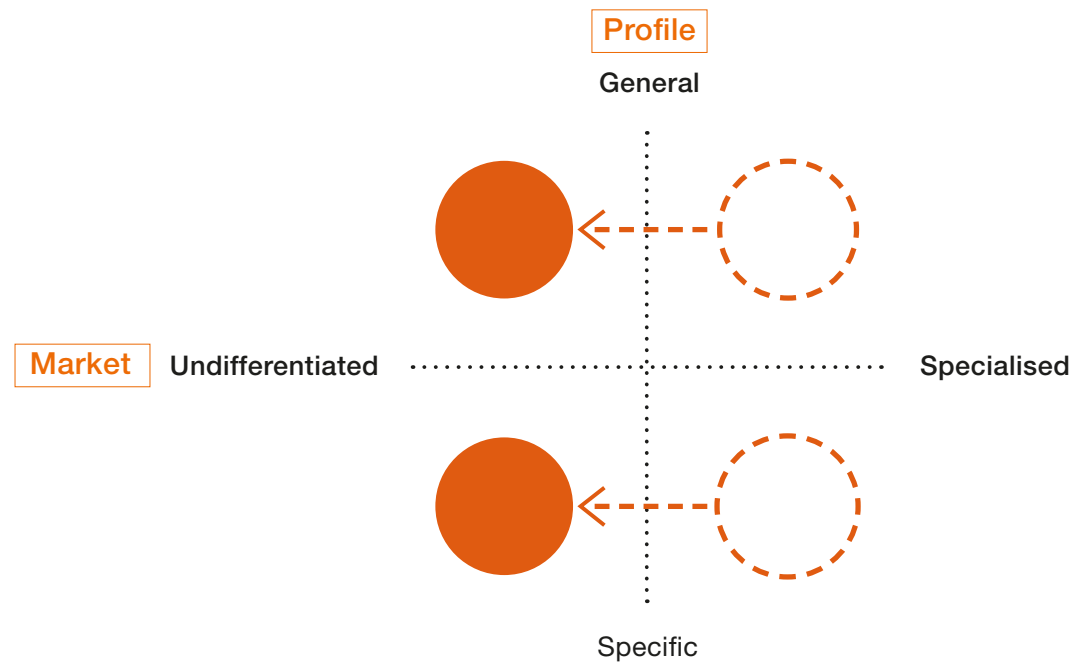 Profile
General
Market
Undifferentiated
Specialised
Specific